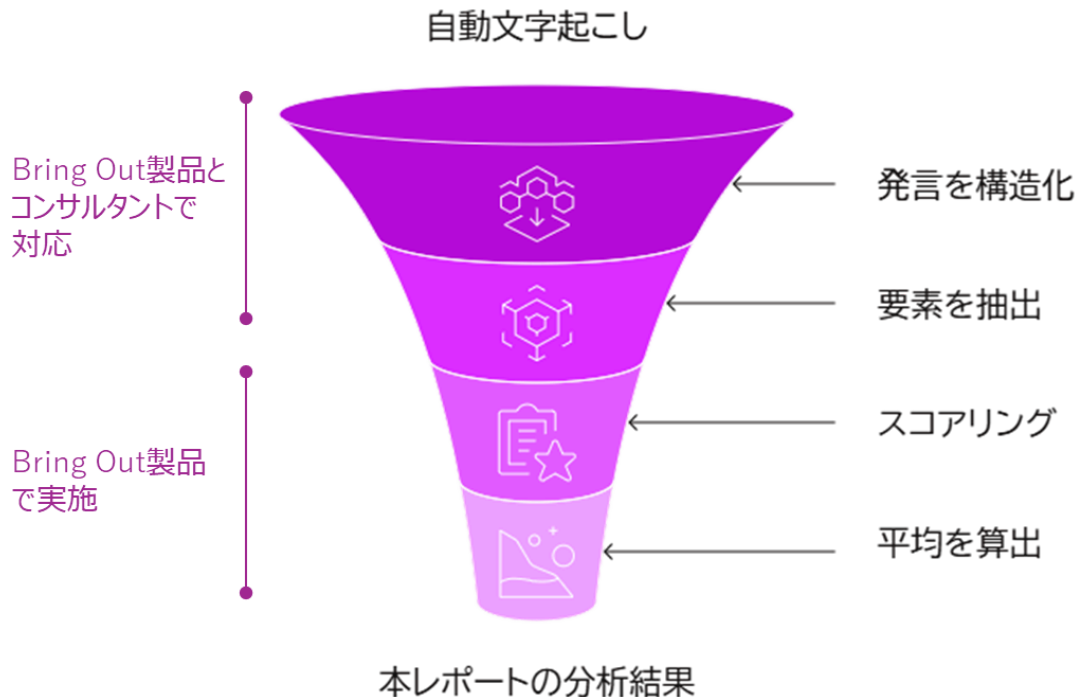 自動文字起こし
Bring Out製品と
コンサルタントで
対応
発言を構造化
要素を抽出
Bring Out製品
で実施
スコアリング
平均を算出
本レポートの分析結果